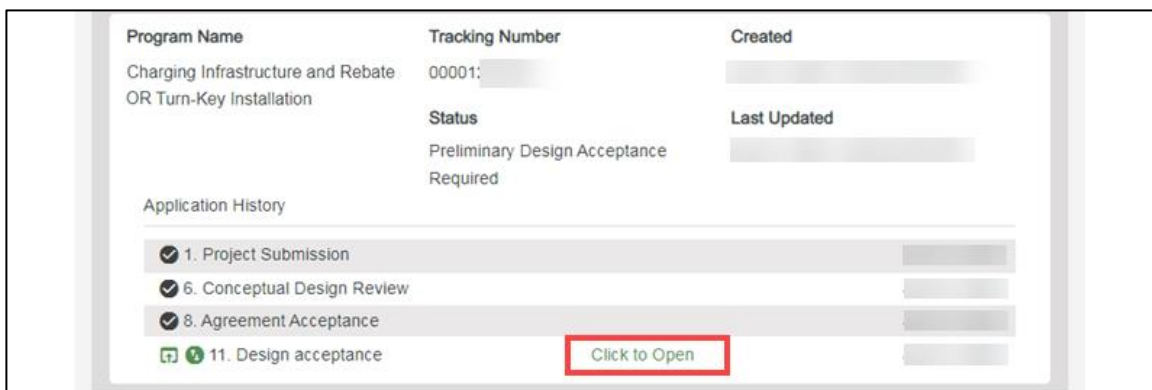 Program Name
Tracking Number
Created
Charging Infrastructure and Rebate
OR Turn-Key Installation
00001
Status
Last Updated
Preliminary Design Acceptance
Required
Application History
1. Project Submission
6. Conceptual Design Review
8. Agreement Acceptance
11. Design acceptance
Click to Open